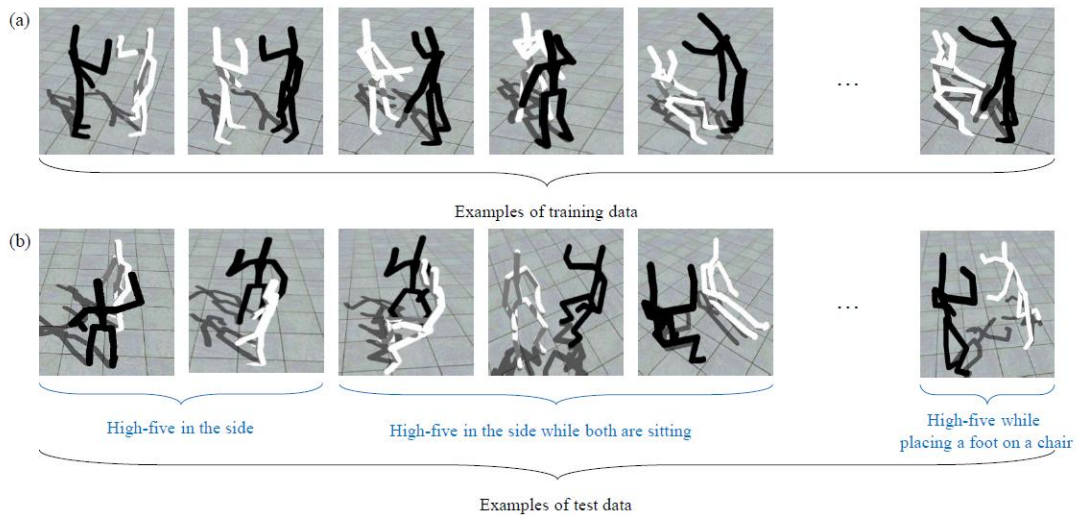 (a)
...
Examples of training data
(b)
...
High-five in the side
High-five in the side while both are sitting
High-five while
placing a foot on a chair
Examples of test data